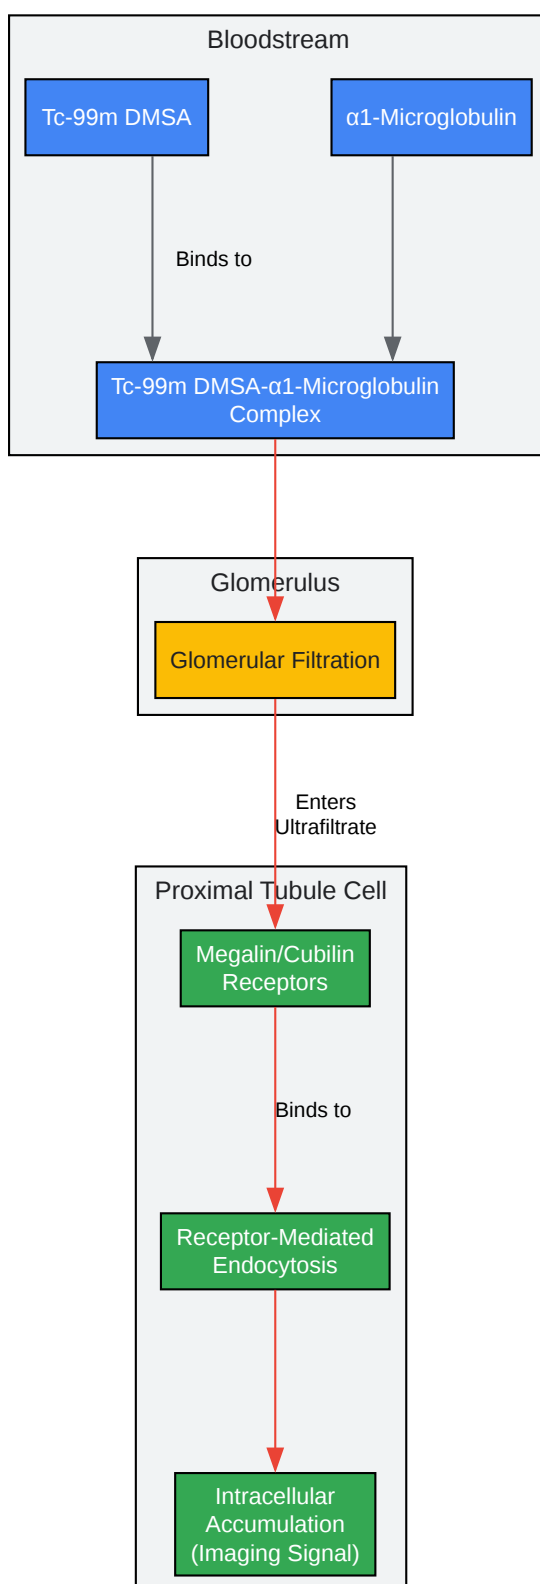 Bloodstream
Tc-99m DMSA
α1-Microglobulin
Binds to
Tc-99m DMSA-α1-Microglobulin
Complex
Glomerulus
Glomerular Filtration
Enters
Ultrafiltrate
Proximal Tubule Cell
Megalin/Cubilin
Receptors
Binds to
Receptor-Mediated
Endocytosis
Intracellular
Accumulation
(Imaging Signal)